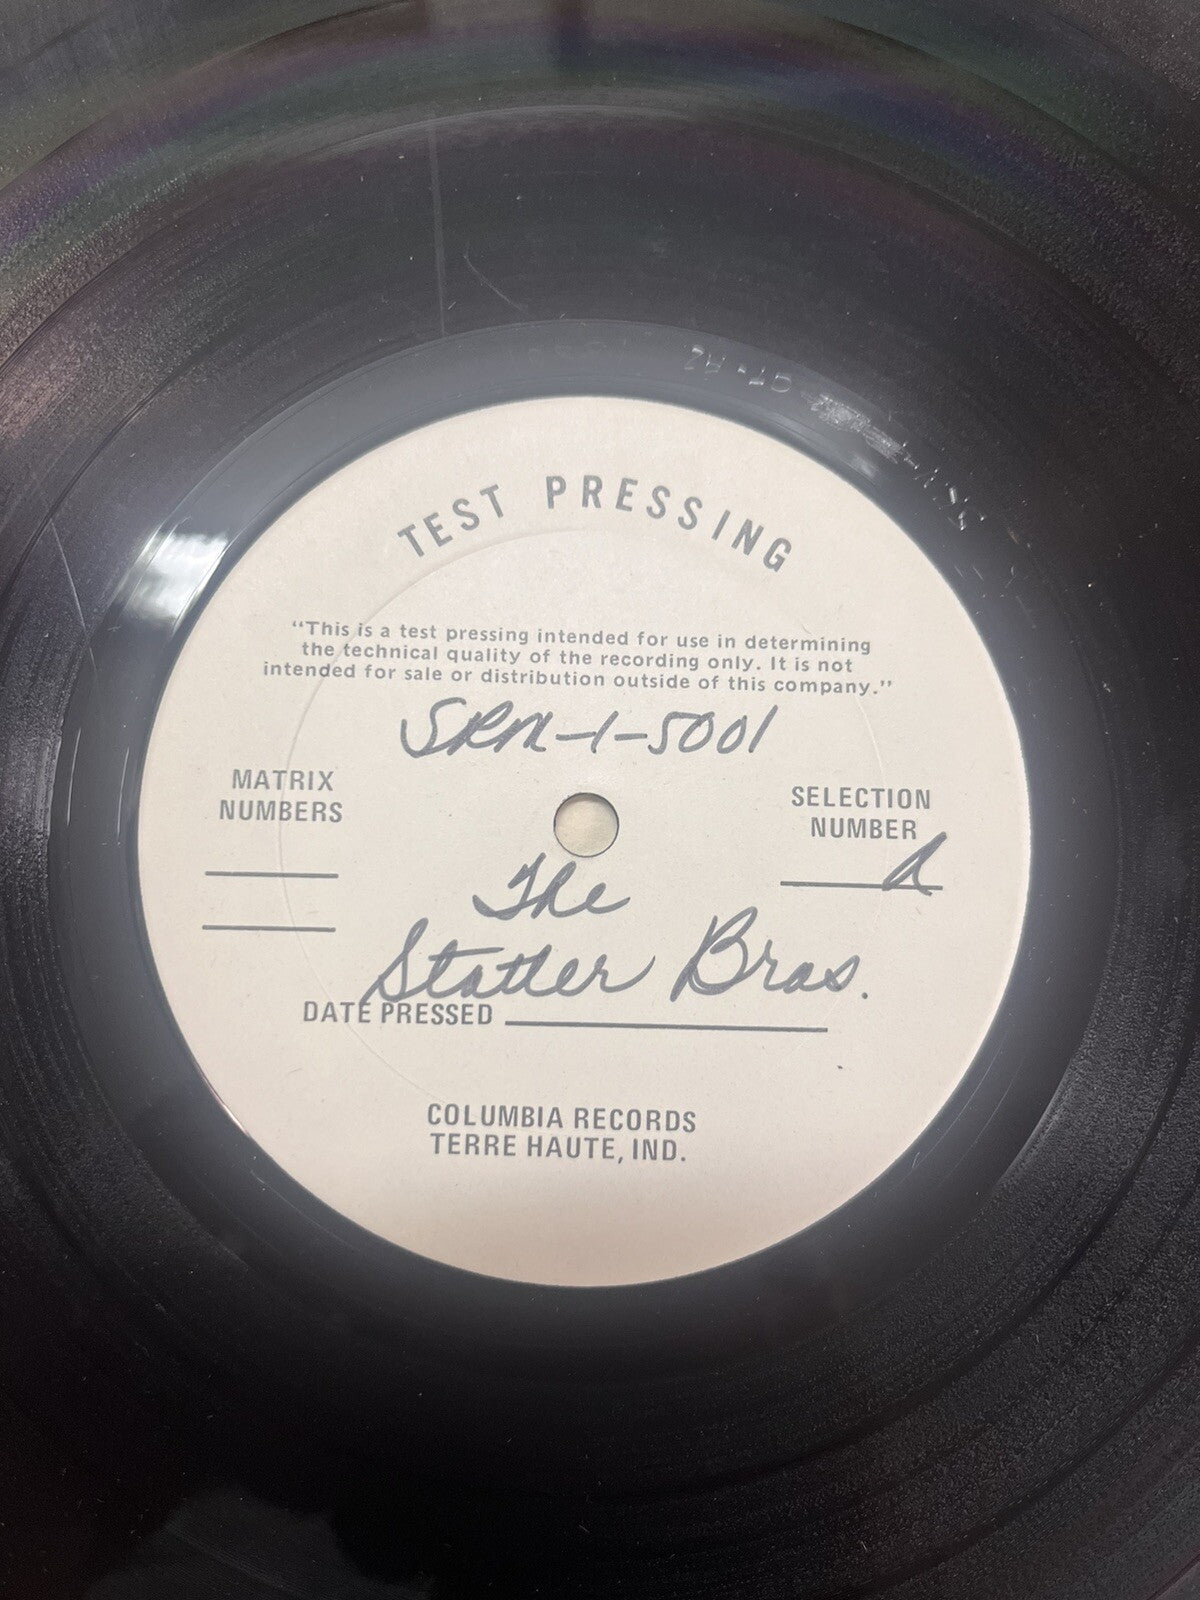 TEST PRESSING
"This is a test pressing intended for use in determining
the technical quality of the recording only. It is not
intended for sale or distribution outside of this company."
SRM-1-5001
MATRIX
NUMBERS
SELECTION
NUMBER
The
Statler Bros.
DATE PRESSED
COLUMBIA RECORDS
TERRE HAUTE, IND.